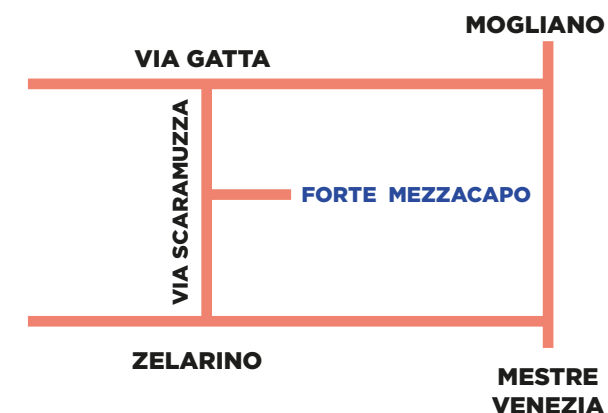 MOGLIANO
VIA GATTA
VIA SCARAMUZZA
FORTE MEZZACAPO
ZELARINO
MESTRE
VENEZIA